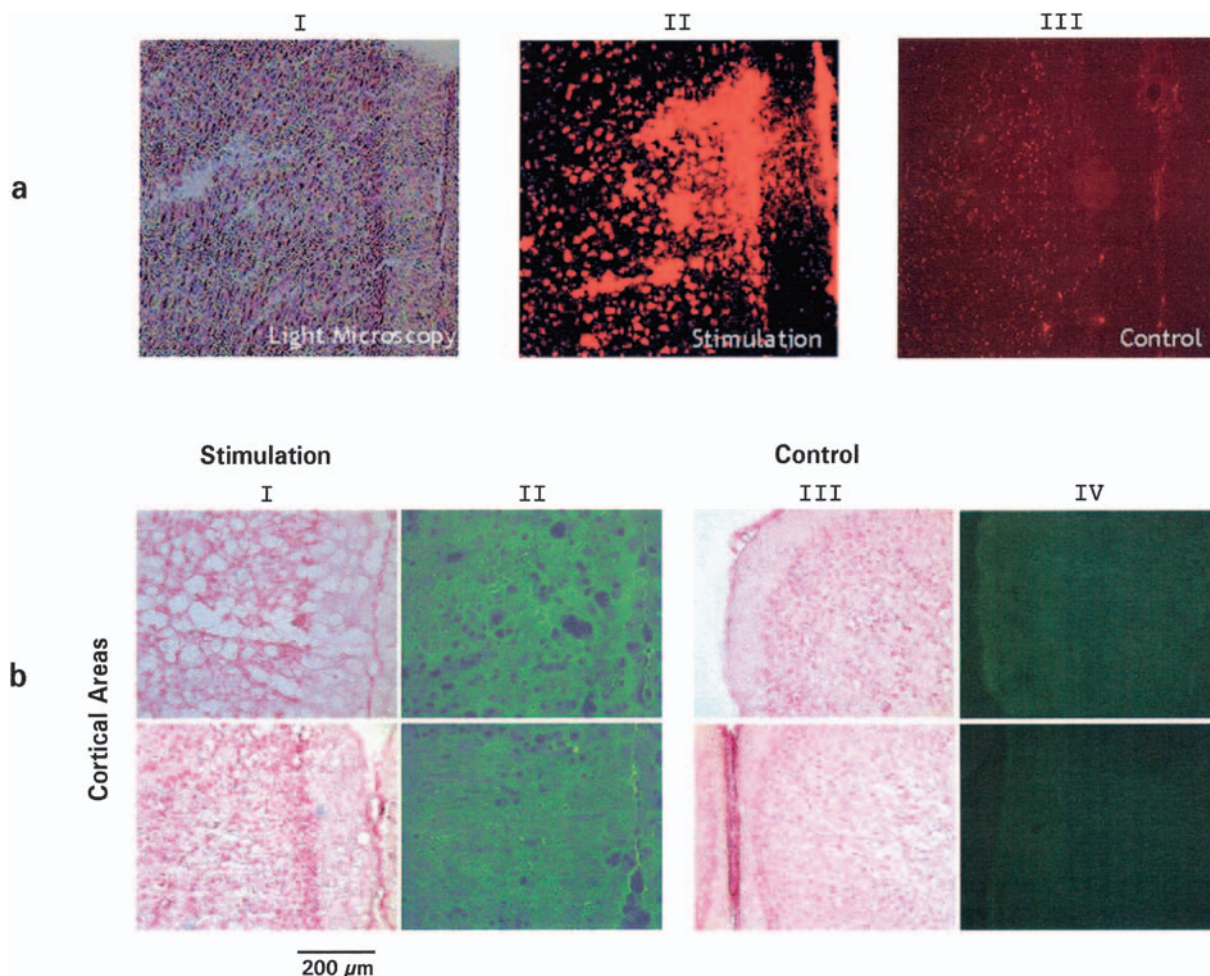 I II III
a
Light Microscopy Stimulation Control
Stimulation Control
I II III IV
b
Cortical Areas
200 µm